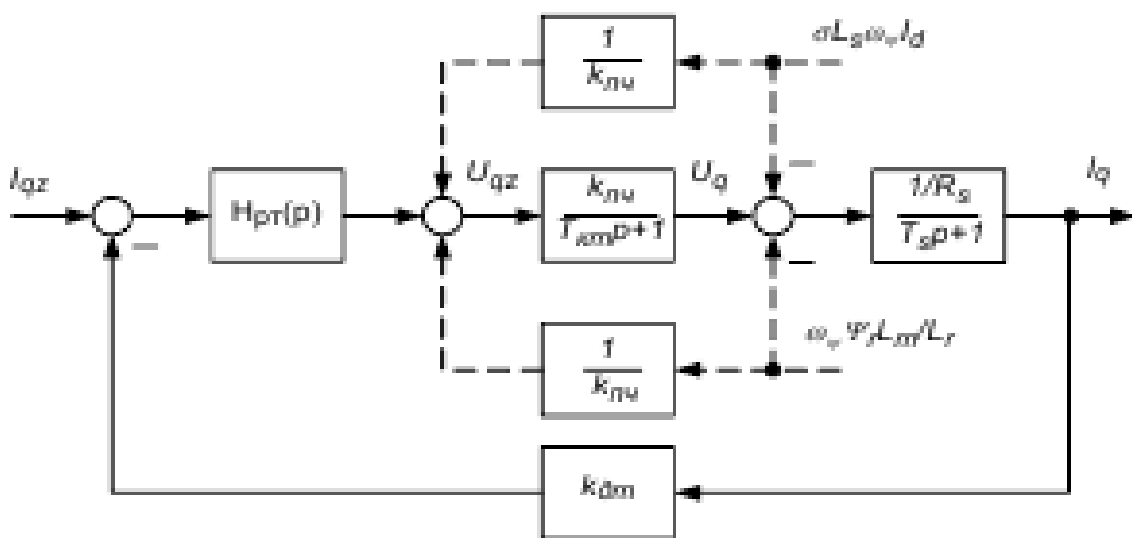 1
k_пч
σL_sω_ψI_d
I_qz
H_РТ(p)
U_qz
k_пч
T_кm p+1
U_q
1/R_s
T_s p+1
I_q
1
k_пч
ω_ψΨ_rL_m/L_r
k_дт